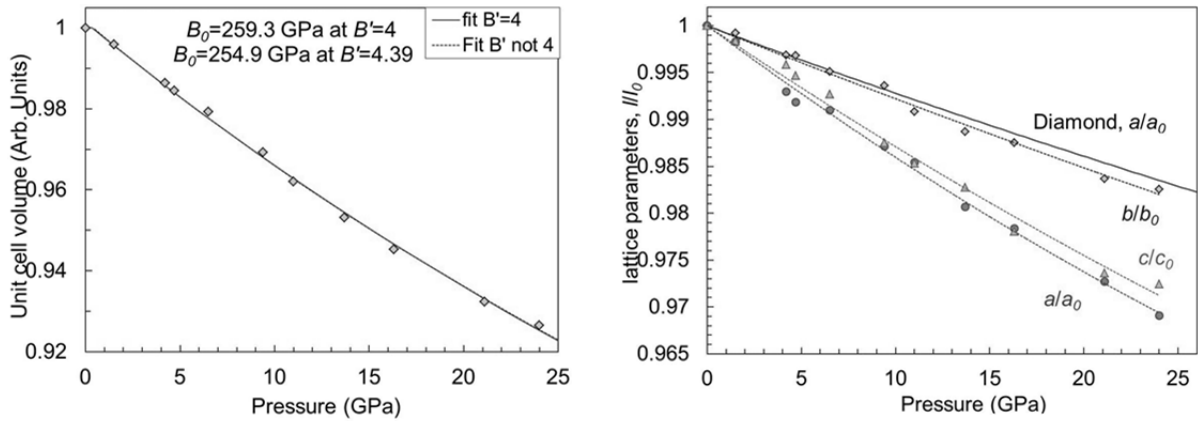 B₀=259.3 GPa at B'=4
B₀=254.9 GPa at B'=4.39
fit B'=4
Fit B' not 4
Unit cell volume (Arb. Units)
1
0.98
0.96
0.94
0.92
0
5
10
15
20
25
Pressure (GPa)
lattice parameters, l/l₀
1
0.995
0.99
0.985
0.98
0.975
0.97
0.965
Diamond, a/a₀
b/b₀
c/c₀
a/a₀
0
5
10
15
20
25
Pressure (GPa)